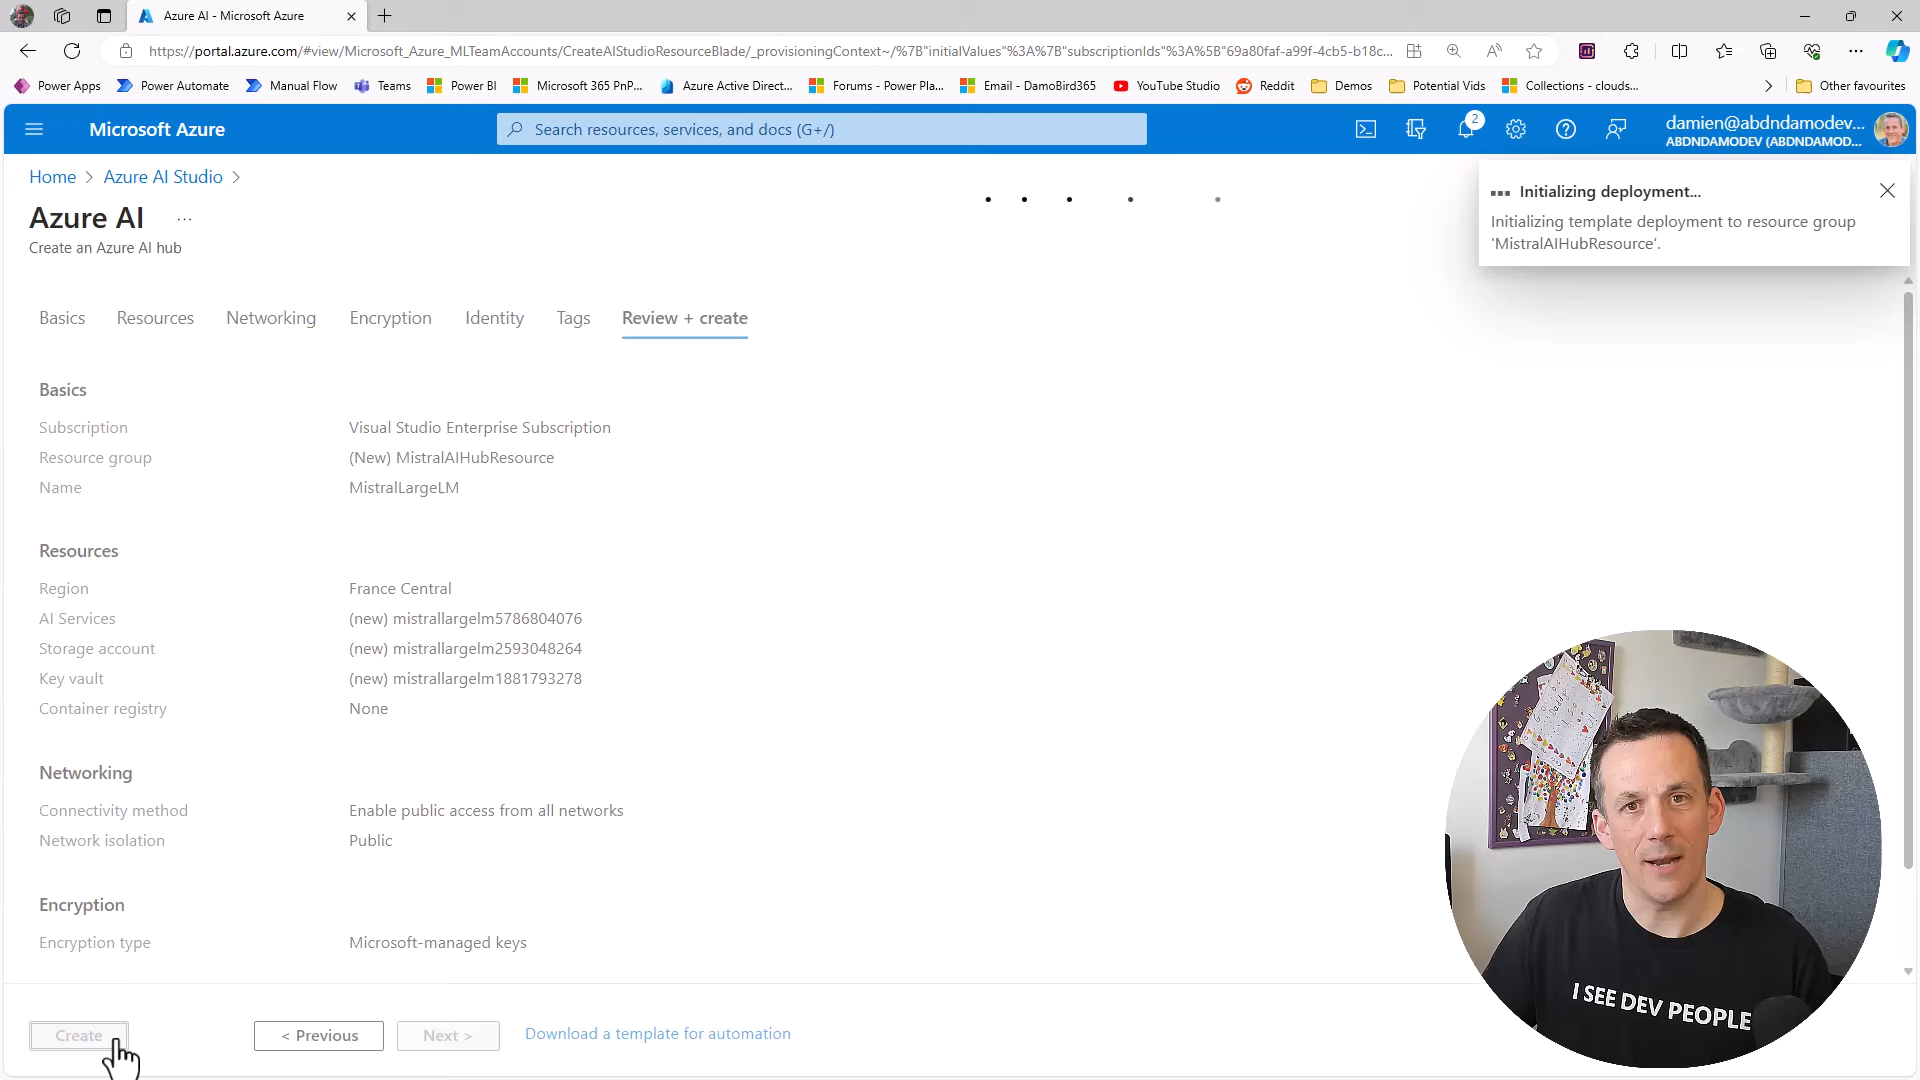 Azure AI - Microsoft Azure
https://portal.azure.com/#view/Microsoft_Azure_MLTeamAccounts/CreateAIStudioResourceBlade/_provisioningContext~/%7B"initialValues"%3A%7B"subscriptionIds"%3A%5B"69a80faf-a99f-4cb5-b18c...
Power Apps
Power Automate
Manual Flow
Teams
Power BI
Microsoft 365 PnP...
Azure Active Direct...
Forums - Power Pla...
Email - DamoBird365
YouTube Studio
Reddit
Demos
Potential Vids
Collections - clouds...
Other favourites
Microsoft Azure
Search resources, services, and docs (G+/)
2
damien@abdndamodev...
ABDNDAMODEV (ABDNDAMOD...
Home > Azure AI Studio >
Azure AI ...
Create an Azure AI hub
Initializing deployment...
Initializing template deployment to resource group
'MistralAIHubResource'.
Basics
Resources
Networking
Encryption
Identity
Tags
Review + create
Basics
Subscription
Visual Studio Enterprise Subscription
Resource group
(New) MistralAIHubResource
Name
MistralLargeLM
Resources
Region
France Central
AI Services
(new) mistrallargelm5786804076
Storage account
(new) mistrallargelm2593048264
Key vault
(new) mistrallargelm1881793278
Container registry
None
Networking
Connectivity method
Enable public access from all networks
Network isolation
Public
Encryption
Encryption type
Microsoft-managed keys
Create
< Previous
Next >
Download a template for automation
I SEE DEV PEOPLE